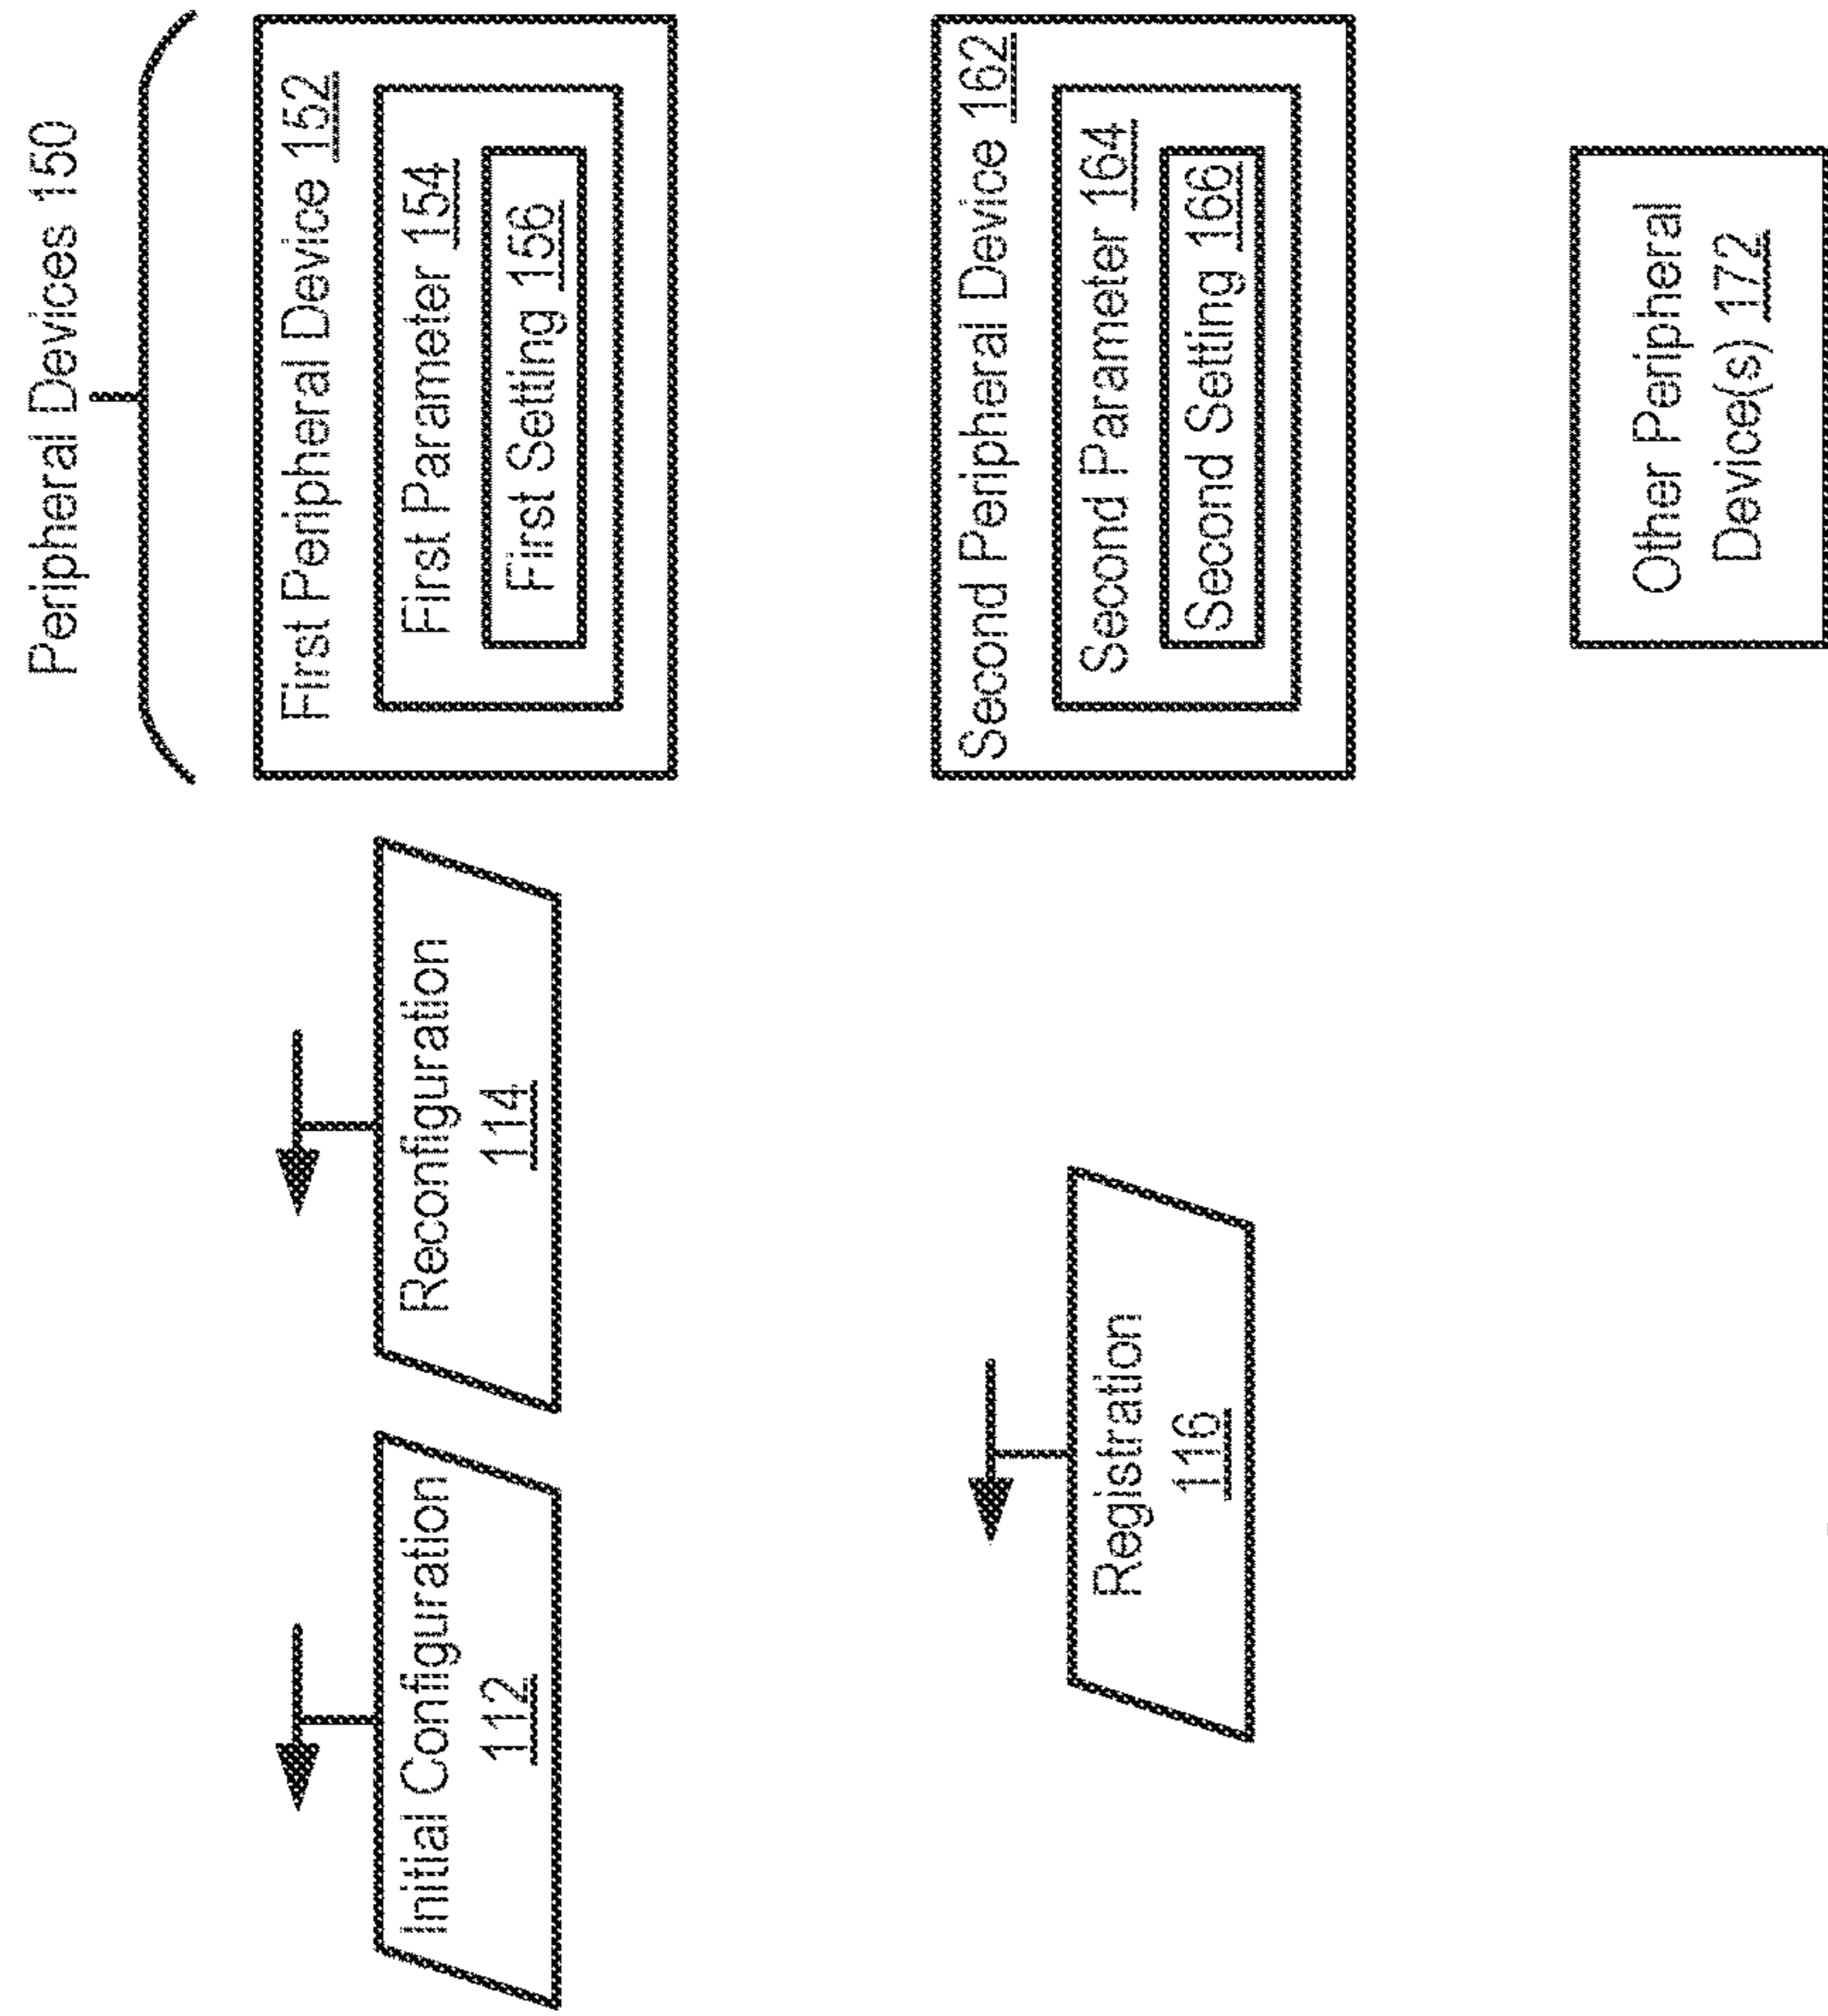 Peripheral Devices 150
First Peripheral Device 152
First Parameter 154
First Setting 156
Initial Configuration
112
Reconfiguration
114
Second Peripheral Device 162
Second Parameter 164
Second Setting 166
Registration
116
Other Peripheral
Device(s) 172